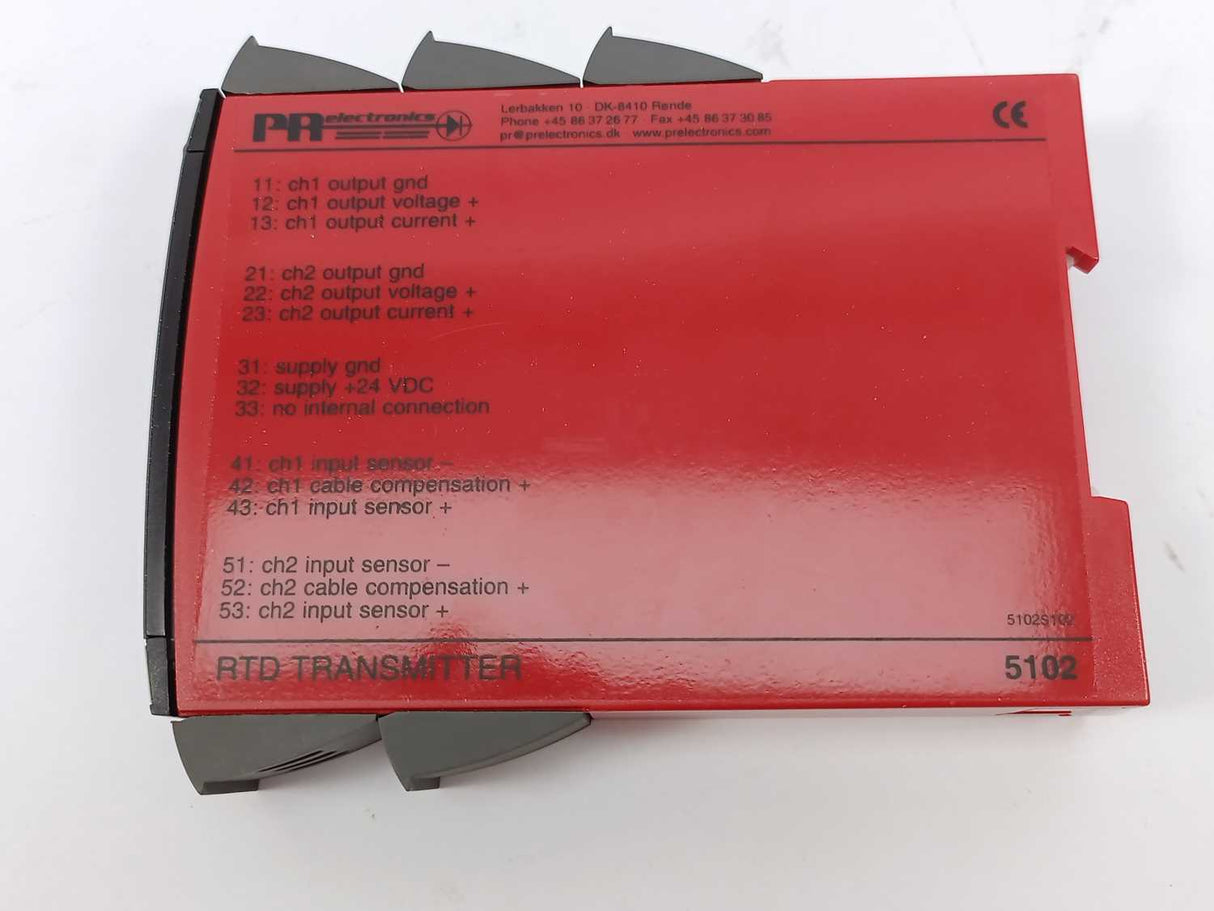 PR electronics
Lerbakken 10 · DK-8410 Rønde
Phone +45 86 37 26 77 · Fax +45 86 37 30 85
pr@prelectronics.dk www.prelectronics.com
CE
11: ch1 output gnd
12: ch1 output voltage +
13: ch1 output current +
21: ch2 output gnd
22: ch2 output voltage +
23: ch2 output current +
31: supply gnd
32: supply +24 VDC
33: no internal connection
41: ch1 input sensor –
42: ch1 cable compensation +
43: ch1 input sensor +
51: ch2 input sensor –
52: ch2 cable compensation +
53: ch2 input sensor +
RTD TRANSMITTER
5102